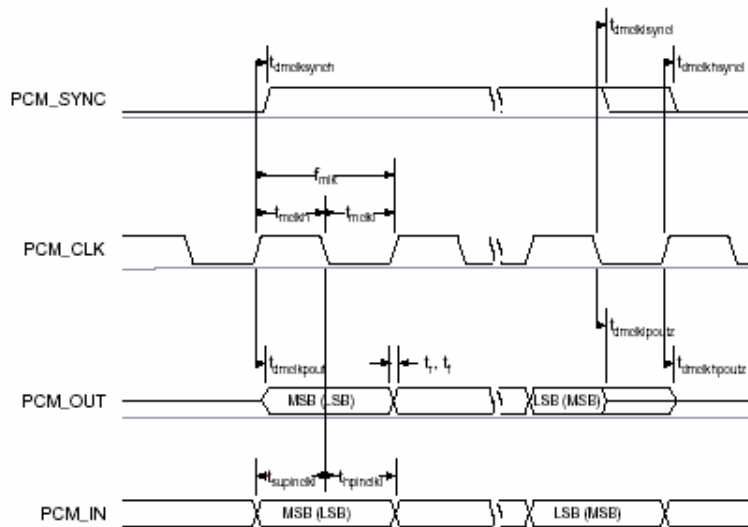 t_dmclklsyncl
t_dmclksynch
t_dmclkhsyncl
PCM_SYNC
f_mlk
t_mclkh
t_mclkl
PCM_CLK
t_dmclklpoutz
t_dmclkpout
t_r, t_f
t_dmclkhpoutz
PCM_OUT
MSB (LSB)
LSB (MSB)
t_supinclkl
t_hpinclkl
PCM_IN
MSB (LSB)
LSB (MSB)